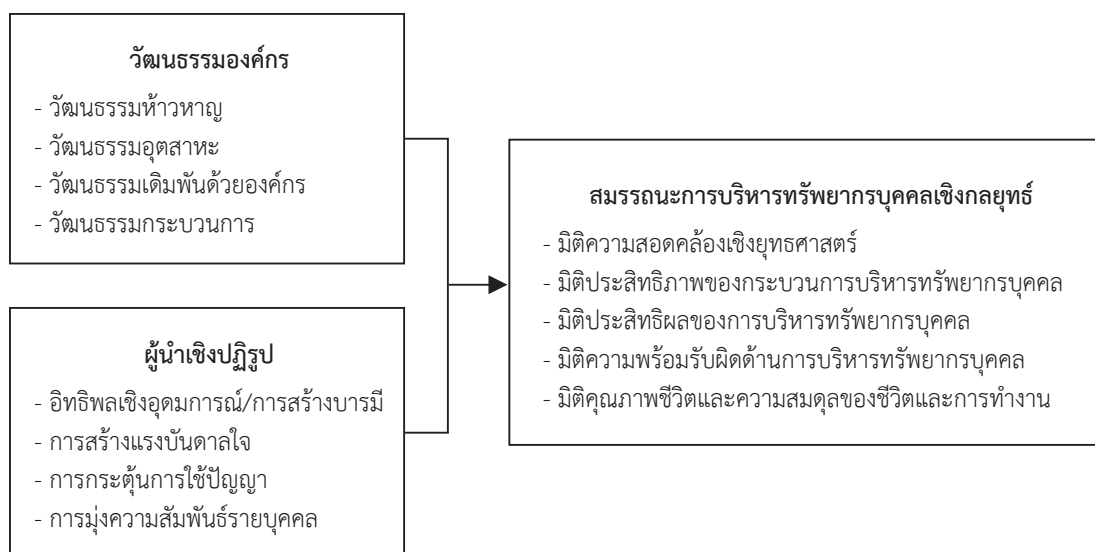 วัฒนธรรมองค์กร
- วัฒนธรรมห้าวหาญ
- วัฒนธรรมอุตสาหะ
- วัฒนธรรมเดิมพันด้วยองค์กร
- วัฒนธรรมกระบวนการ
ผู้นำเชิงปฏิรูป
- อิทธิพลเชิงอุดมการณ์/การสร้างบารมี
- การสร้างแรงบันดาลใจ
- การกระตุ้นการใช้ปัญญา
- การมุ่งความสัมพันธ์รายบุคคล
สมรรถนะการบริหารทรัพยากรบุคคลเชิงกลยุทธ์
- มิติความสอดคล้องเชิงยุทธศาสตร์
- มิติประสิทธิภาพของกระบวนการบริหารทรัพยากรบุคคล
- มิติประสิทธิผลของการบริหารทรัพยากรบุคคล
- มิติความพร้อมรับผิดด้านการบริหารทรัพยากรบุคคล
- มิติคุณภาพชีวิตและความสมดุลของชีวิตและการทำงาน